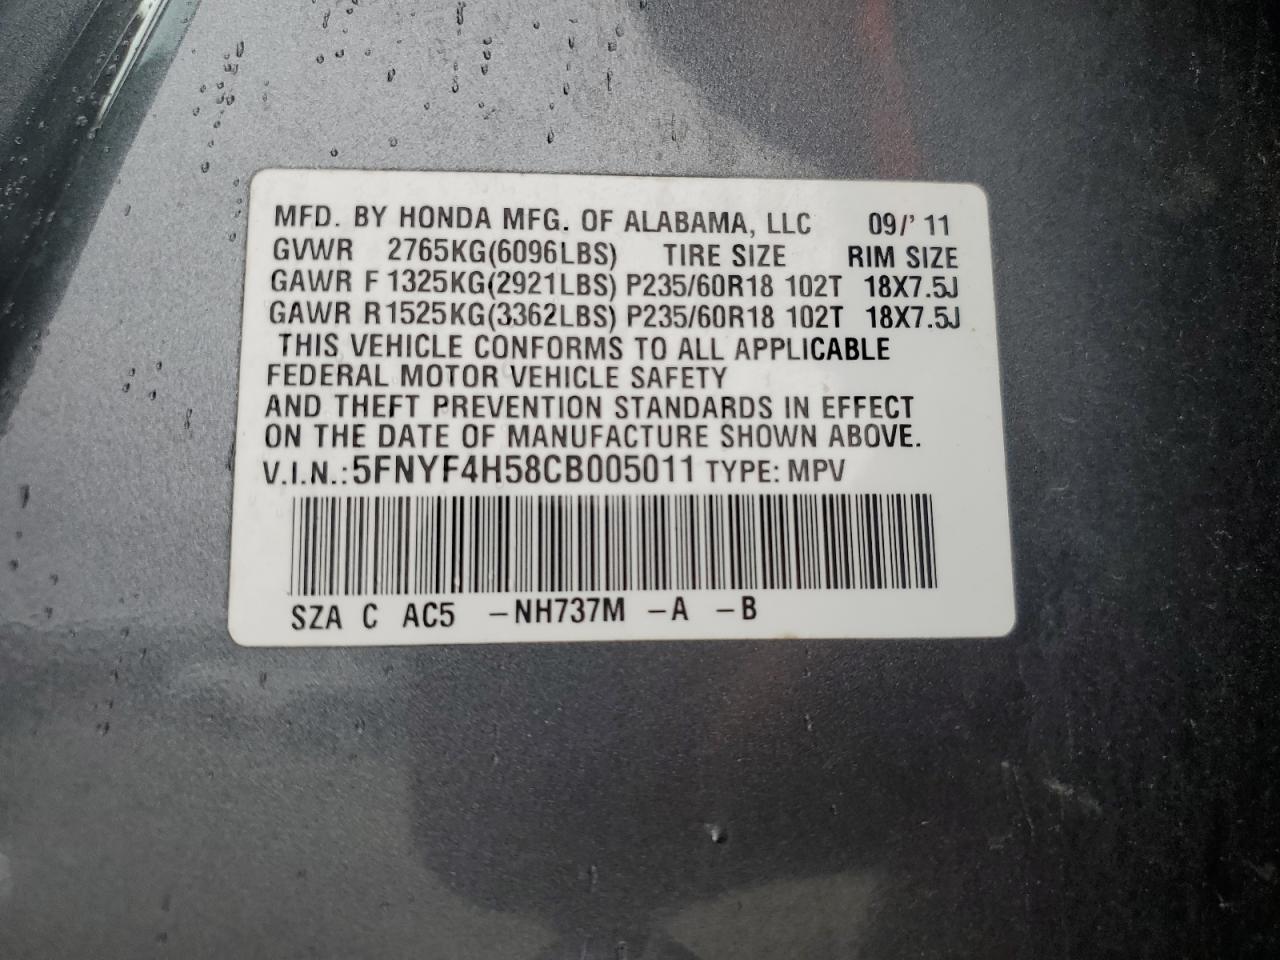 MFD. BY HONDA MFG. OF ALABAMA, LLC 09/' 11
GVWR 2765KG(6096LBS) TIRE SIZE RIM SIZE
GAWR F 1325KG(2921LBS) P235/60R18 102T 18X7.5J
GAWR R1525KG(3362LBS) P235/60R18 102T 18X7.5J
THIS VEHICLE CONFORMS TO ALL APPLICABLE
FEDERAL MOTOR VEHICLE SAFETY
AND THEFT PREVENTION STANDARDS IN EFFECT
ON THE DATE OF MANUFACTURE SHOWN ABOVE.
V.I.N.:5FNYF4H58CB005011 TYPE: MPV
SZA C AC5 -NH737M -A -B